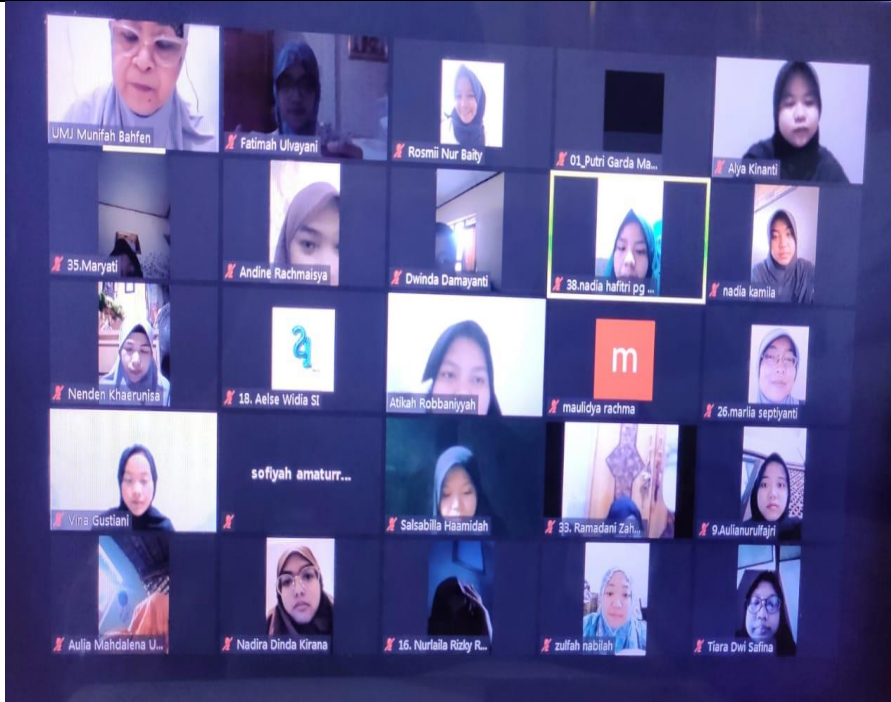 UMJ Munifah Bahfen
Fatimah Ulvayani
Rosmii Nur Baity
01_Putri Garda Ma...
Alya Kinanti
35.Maryati
Andine Rachmaisya
Dwinda Damayanti
38.nadia hafitri pg ...
nadia kamila
Nenden Khaerunisa
18. Aelse Widia SI
Atikah Robbaniyyah
m
maulidya rachma
26.marlia septiyanti
Vina Gustiani
sofiyah amaturr...
Salsabilla Haamidah
33. Ramadani Zah...
9.Aulianurulfajri
Aulia Mahdalena U...
Nadira Dinda Kirana
16. Nurlaila Rizky R...
zulfah nabilah
Tiara Dwi Safina